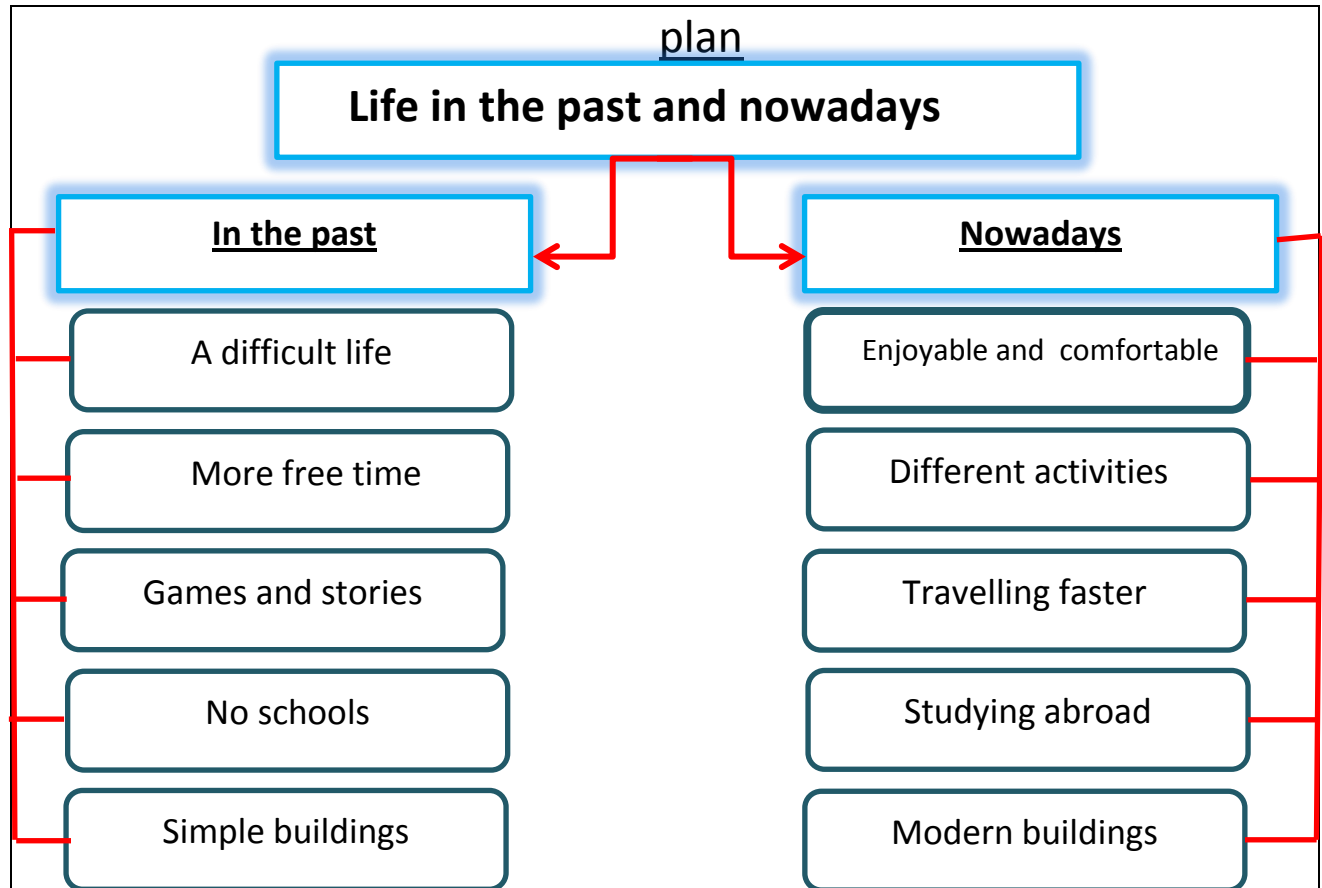 plan
Life in the past and nowadays
In the past
A difficult life
More free time
Games and stories
No schools
Simple buildings
Nowadays
Enjoyable and comfortable
Different activities
Travelling faster
Studying abroad
Modern buildings